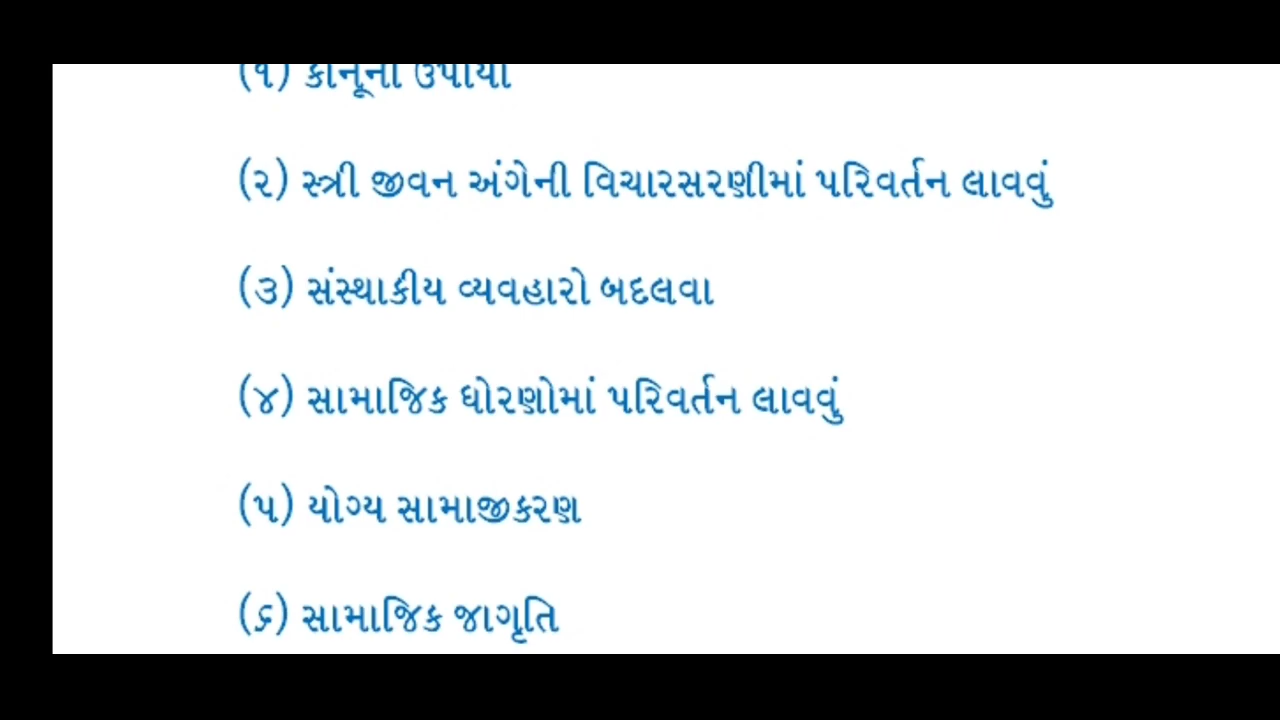 (૧) કાનૂની ઉપાયો
(૨) સ્ત્રી જીવન અંગેની વિચારસરણીમાં પરિવર્તન લાવવું
(૩) સંસ્થાકીય વ્યવહારો બદલવા
(૪) સામાજિક ધોરણોમાં પરિવર્તન લાવવું
(૫) યોગ્ય સામાજીકરણ
(૬) સામાજિક જાગૃતિ